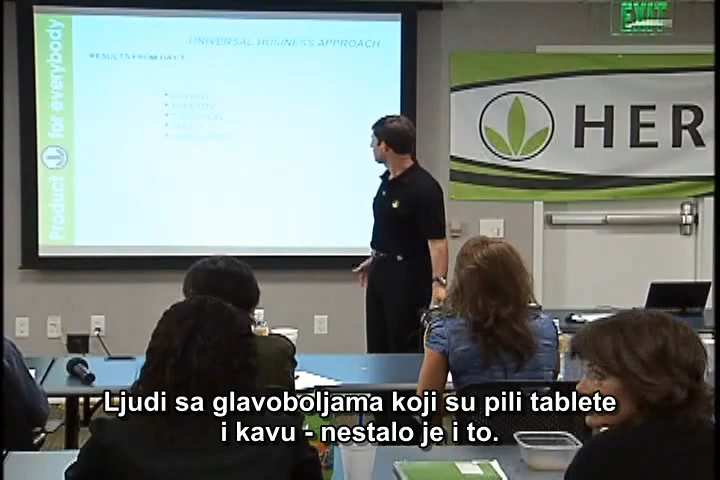 EXIT
UNIVERSAL BUSINESS APPROACH
RESULTS FROM DAY 1
Product for everybody
HER
Ljudi sa glavoboljama koji su pili tablete
i kavu - nestalo je i to.